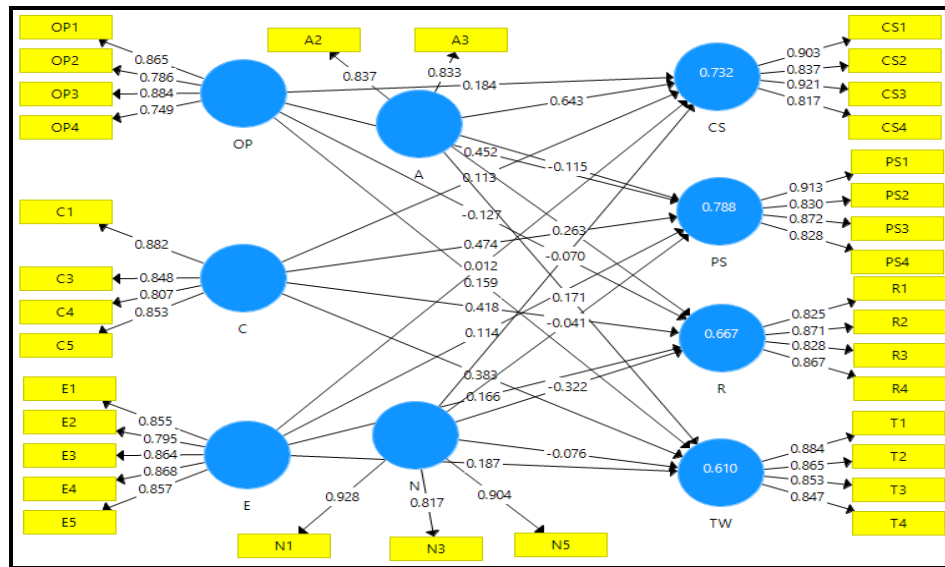 OP1
OP2
OP3
OP4
0.865
0.786
0.884
0.749
OP
A2
A3
0.837
0.833
A
C1
C3
C4
C5
0.882
0.848
0.807
0.853
C
E1
E2
E3
E4
E5
0.855
0.795
0.864
0.868
0.857
E
N1
N3
N5
0.928
0.817
0.904
N
0.184
0.643
0.113
0.452
-0.115
-0.127
0.263
0.474
-0.070
0.012
0.159
0.171
0.418
-0.041
0.114
0.383
0.166
-0.322
-0.076
0.187
0.732
CS
0.788
PS
0.667
R
0.610
TW
0.903
0.837
0.921
0.817
CS1
CS2
CS3
CS4
0.913
0.830
0.872
0.828
PS1
PS2
PS3
PS4
0.825
0.871
0.828
0.867
R1
R2
R3
R4
0.884
0.865
0.853
0.847
T1
T2
T3
T4